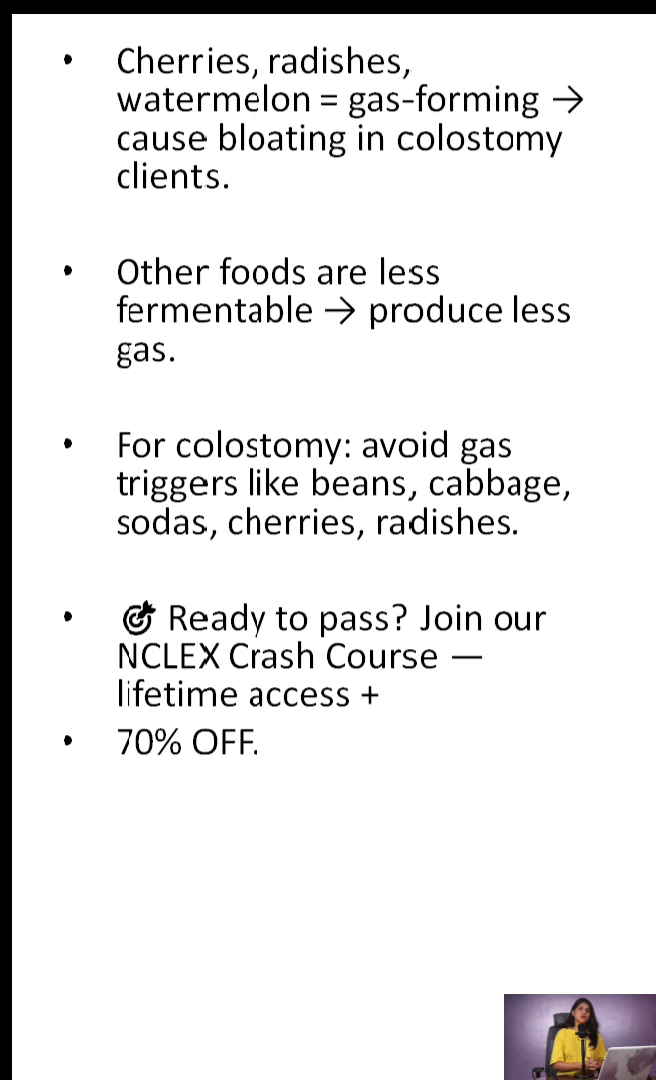 • Cherries, radishes,
watermelon = gas-forming →
cause bloating in colostomy
clients.
• Other foods are less
fermentable → produce less
gas.
• For colostomy: avoid gas
triggers like beans, cabbage,
sodas, cherries, radishes.
• 🎯 Ready to pass? Join our
NCLEX Crash Course —
lifetime access +
• 70% OFF.